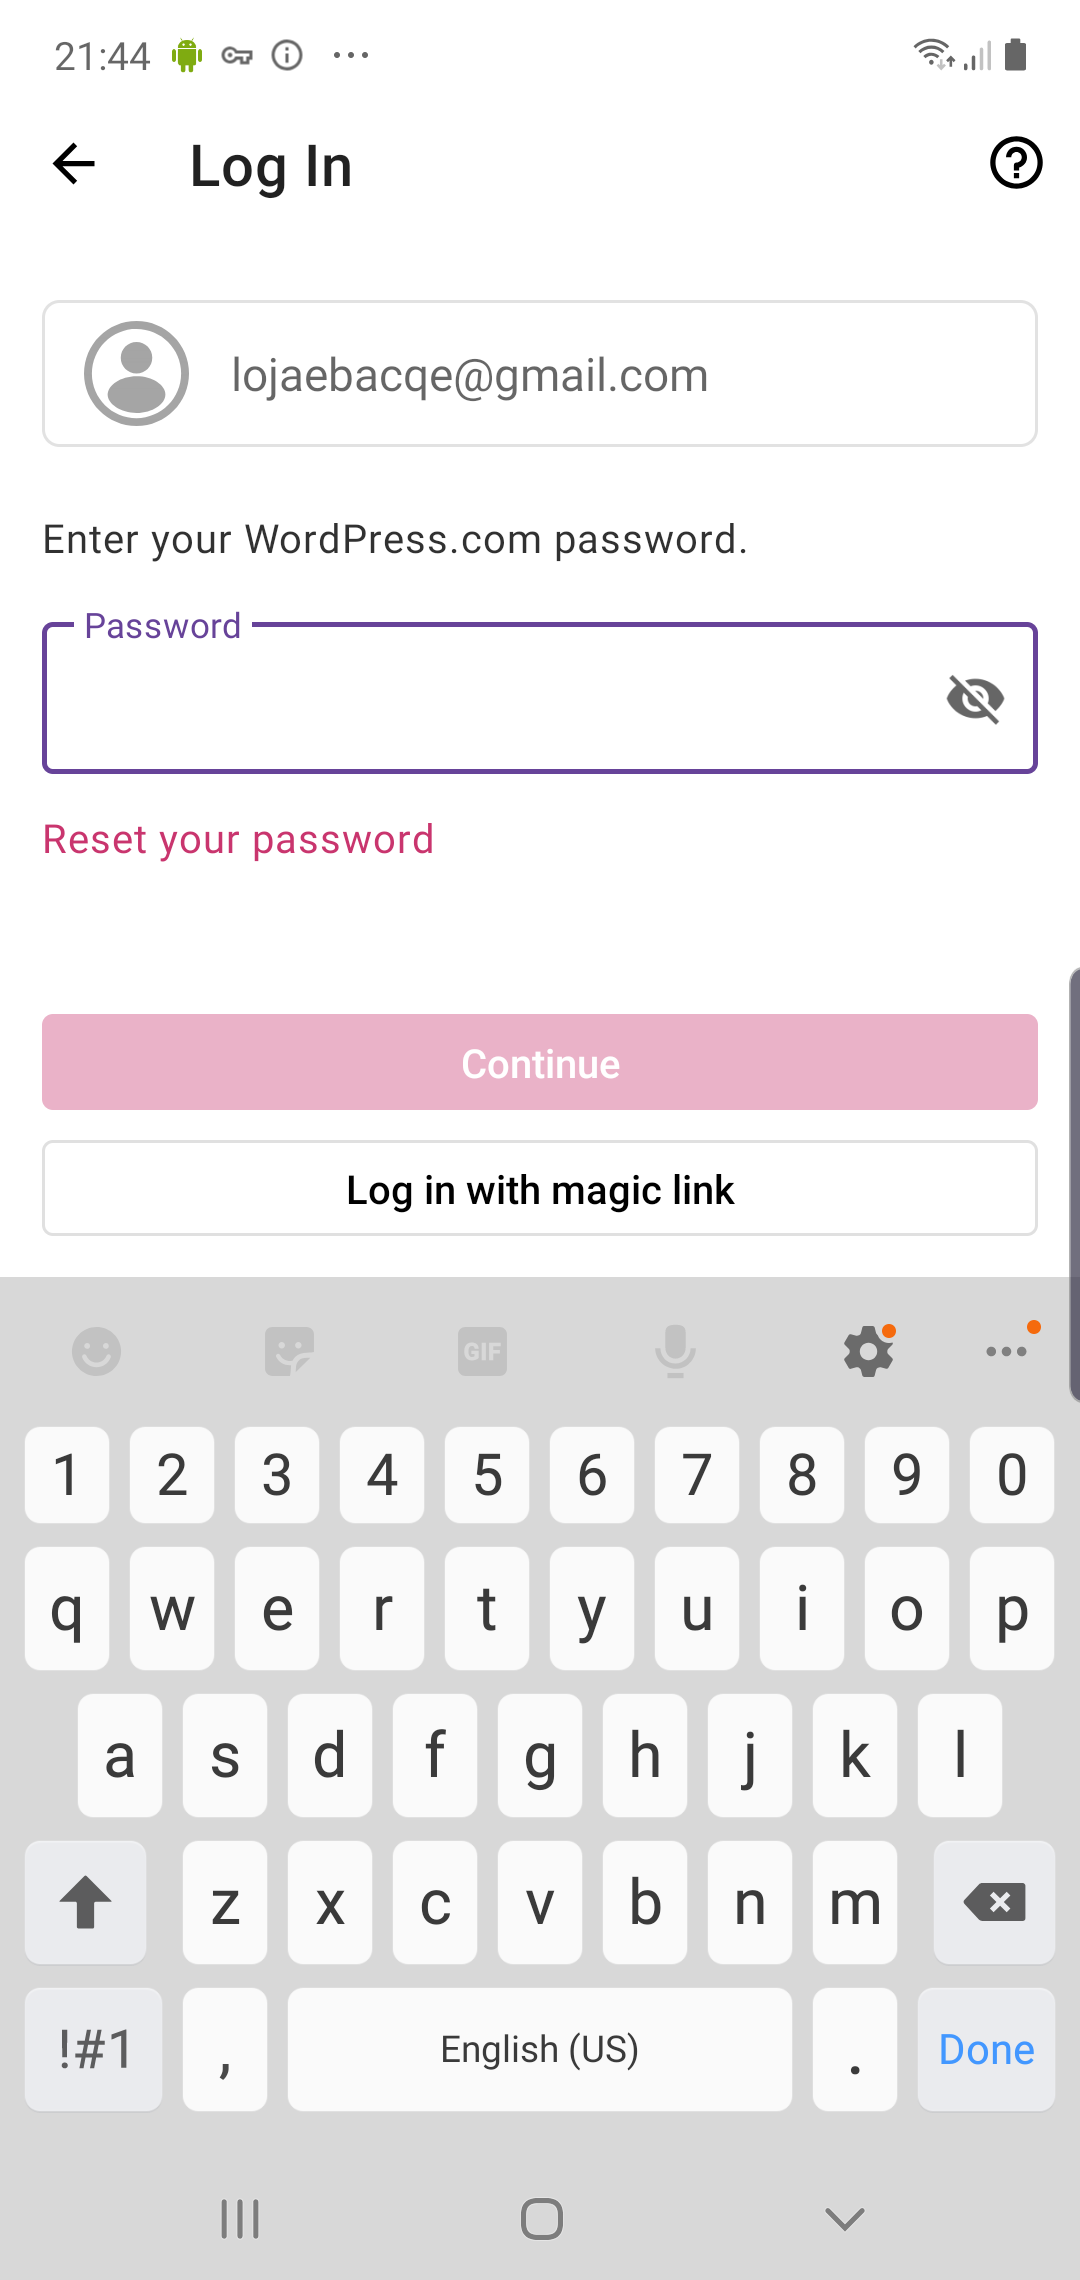 21:44
Log In
lojaebacqe@gmail.com
Enter your WordPress.com password.
Password
Reset your password
Continue
Log in with magic link
GIF
1 2 3 4 5 6 7 8 9 0
q w e r t y u i o p
a s d f g h j k l
z x c v b n m
!#1 , English (US) . Done